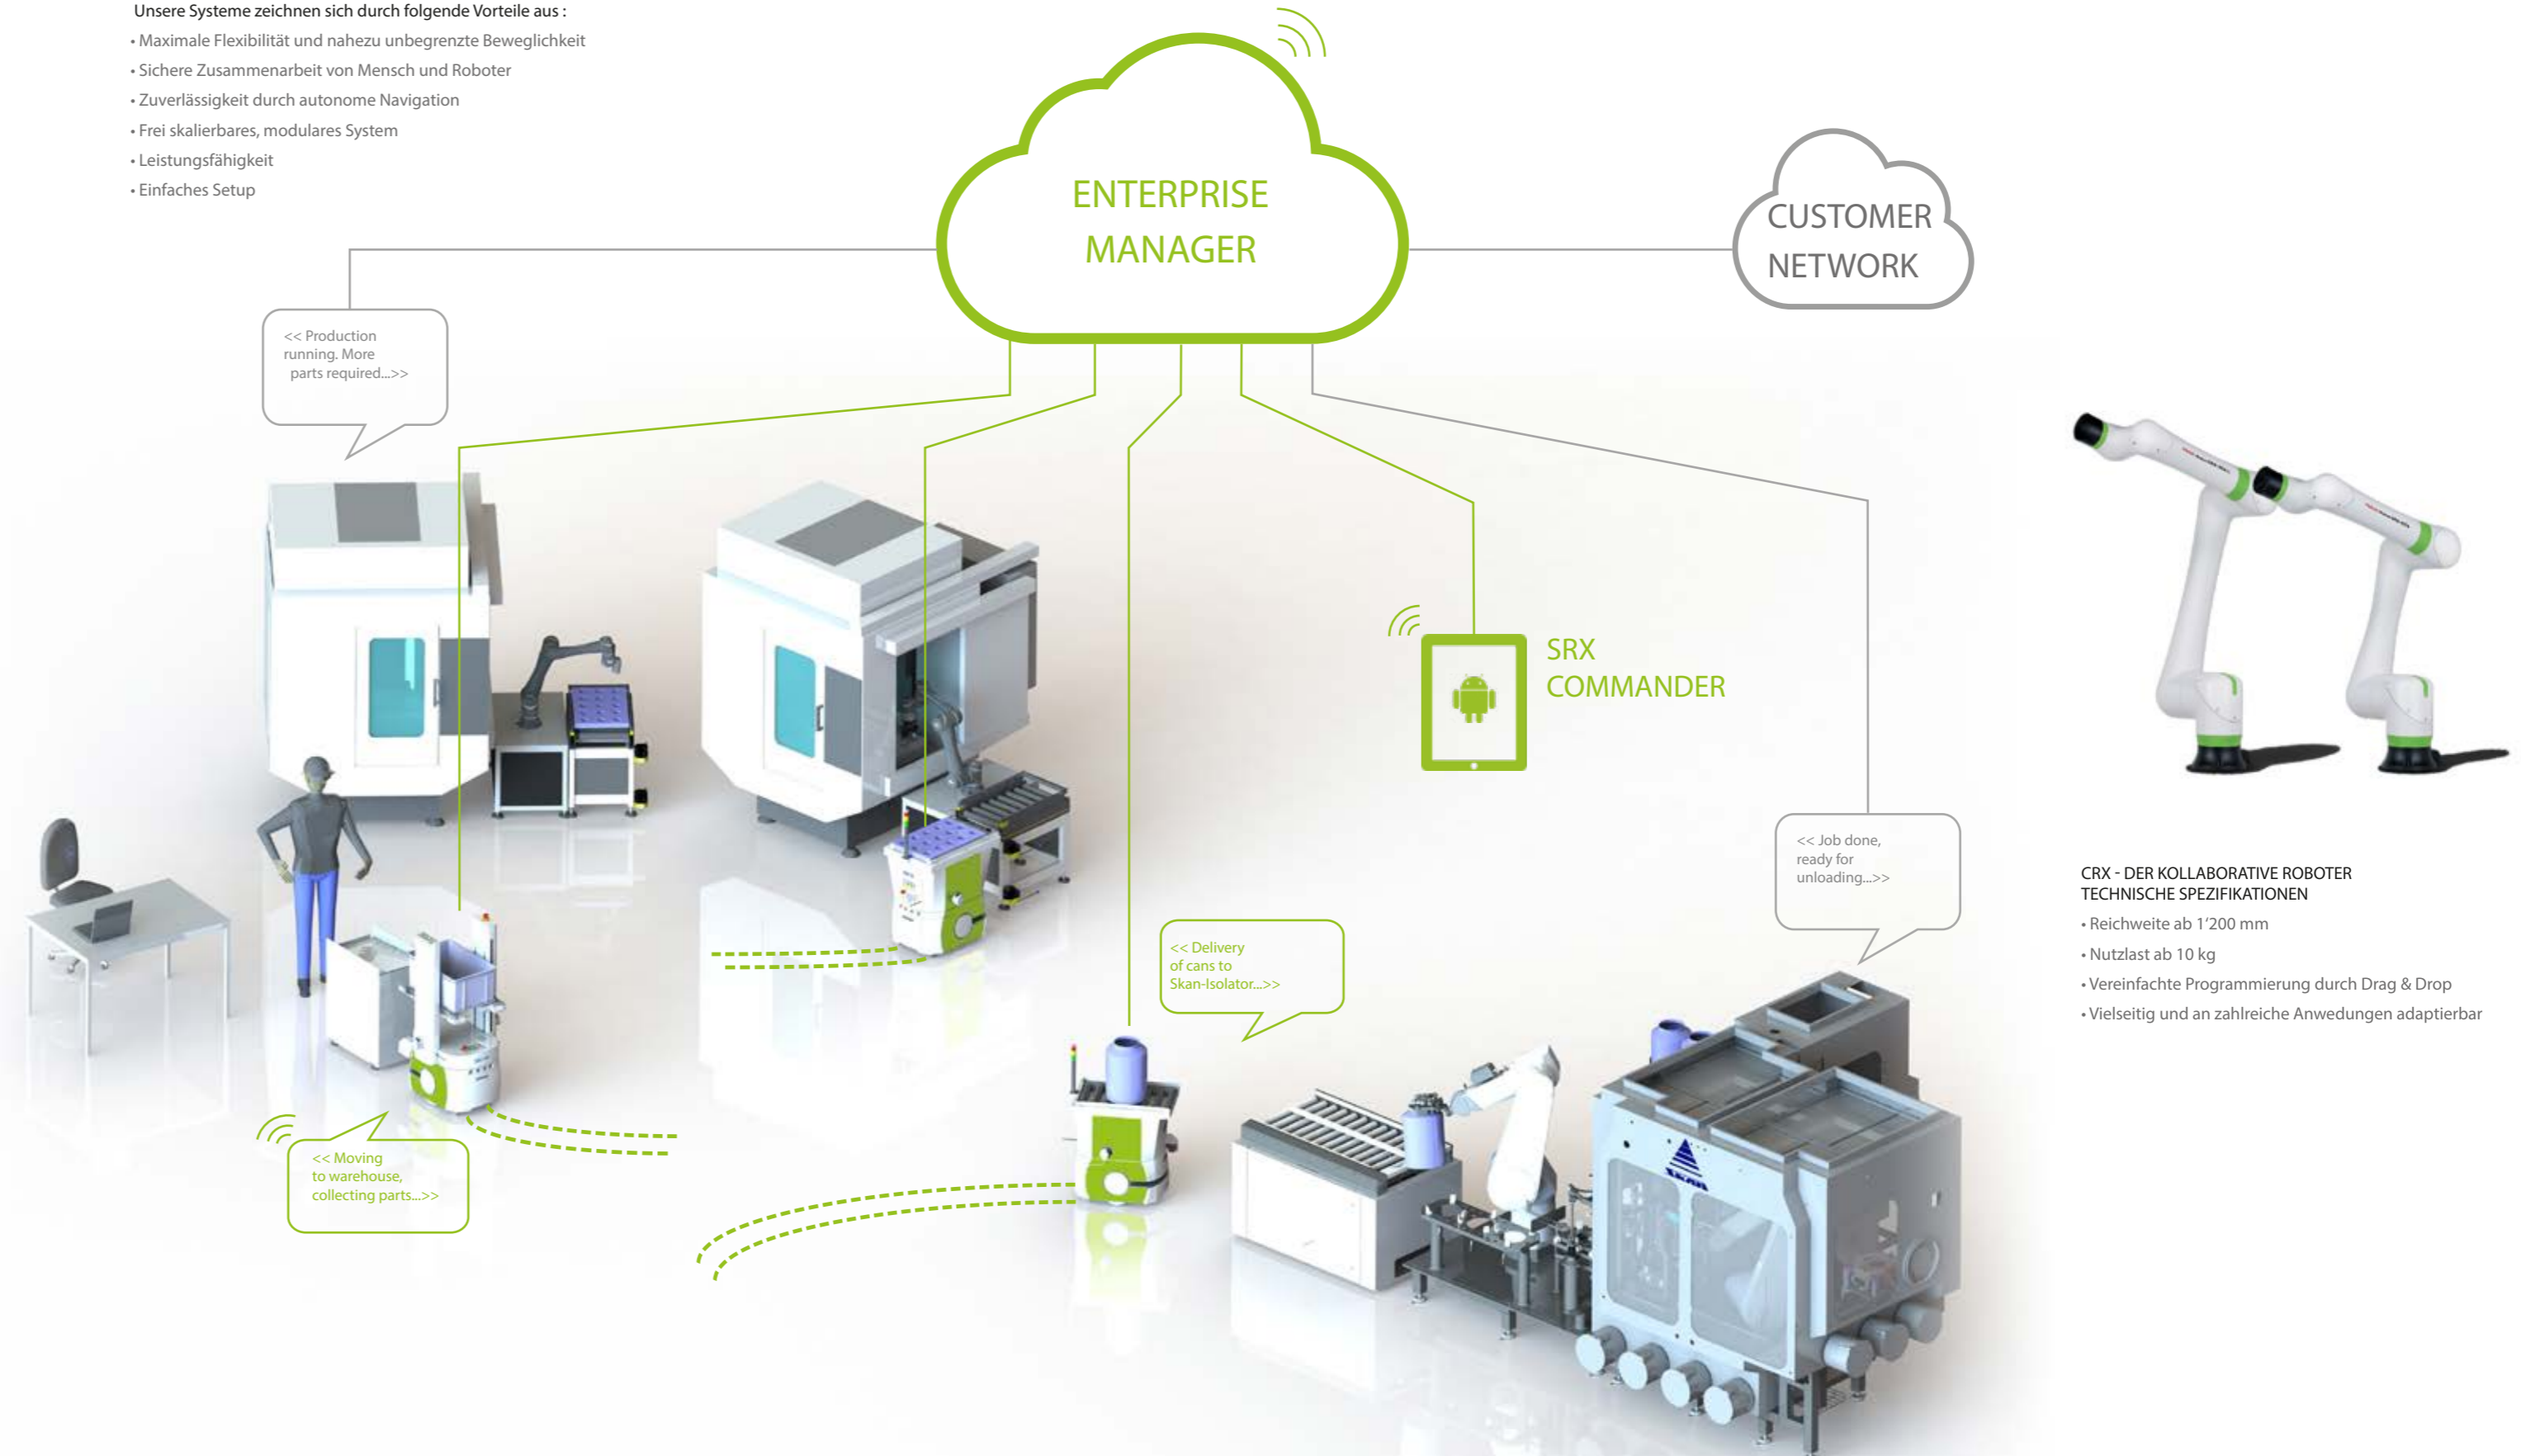 Unsere Systeme zeichnen sich durch folgende Vorteile aus :
• Maximale Flexibilität und nahezu unbegrenzte Beweglichkeit
• Sichere Zusammenarbeit von Mensch und Roboter
• Zuverlässigkeit durch autonome Navigation
• Frei skalierbares, modulares System
• Leistungsfähigkeit
• Einfaches Setup
ENTERPRISE
MANAGER
CUSTOMER
NETWORK
<< Production
running. More
parts required...>>
SRX
COMMANDER
<< Job done,
ready for
unloading...>>
<< Delivery
of cans to
Skan-Isolator...>>
<< Moving
to warehouse,
collecting parts...>>
CRX - DER KOLLABORATIVE ROBOTER
TECHNISCHE SPEZIFIKATIONEN
• Reichweite ab 1‘200 mm
• Nutzlast ab 10 kg
• Vereinfachte Programmierung durch Drag & Drop
• Vielseitig und an zahlreiche Anwedungen adaptierbar